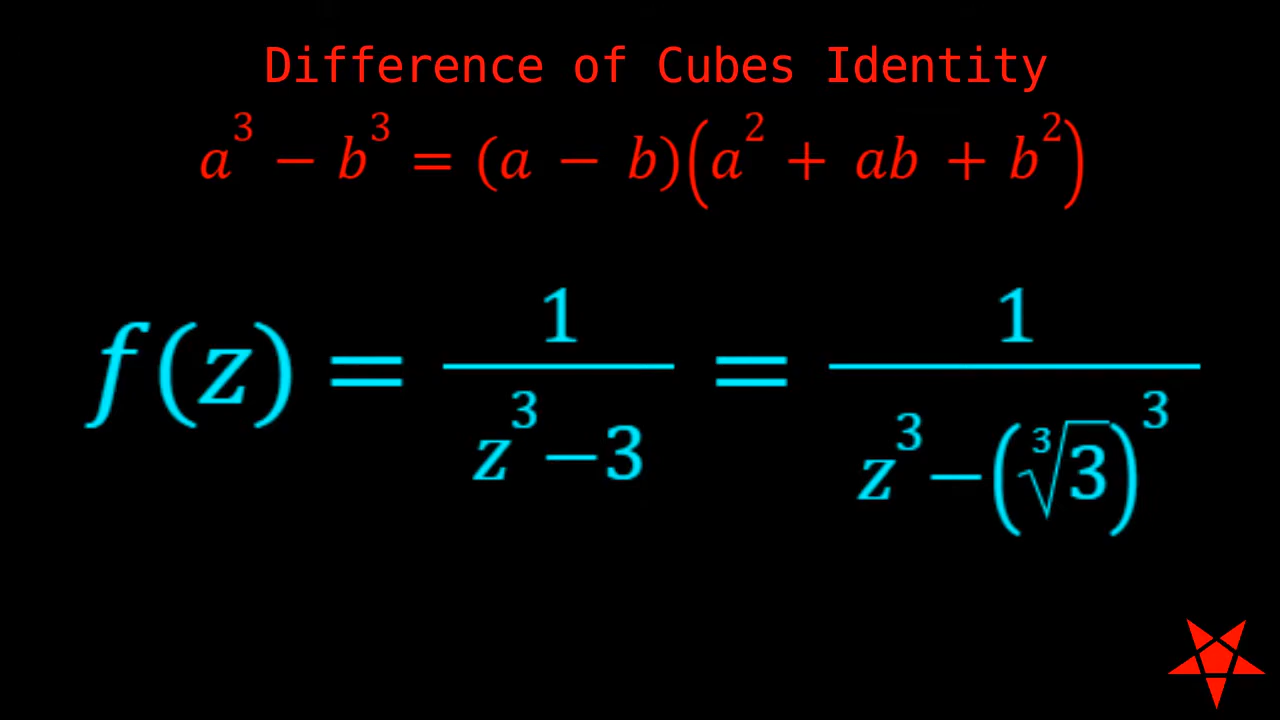 Difference of Cubes Identity
a³ − b³ = (a − b)(a² + ab + b²)
f(z) = 1/(z³−3) = 1/(z³−(∛3)³)